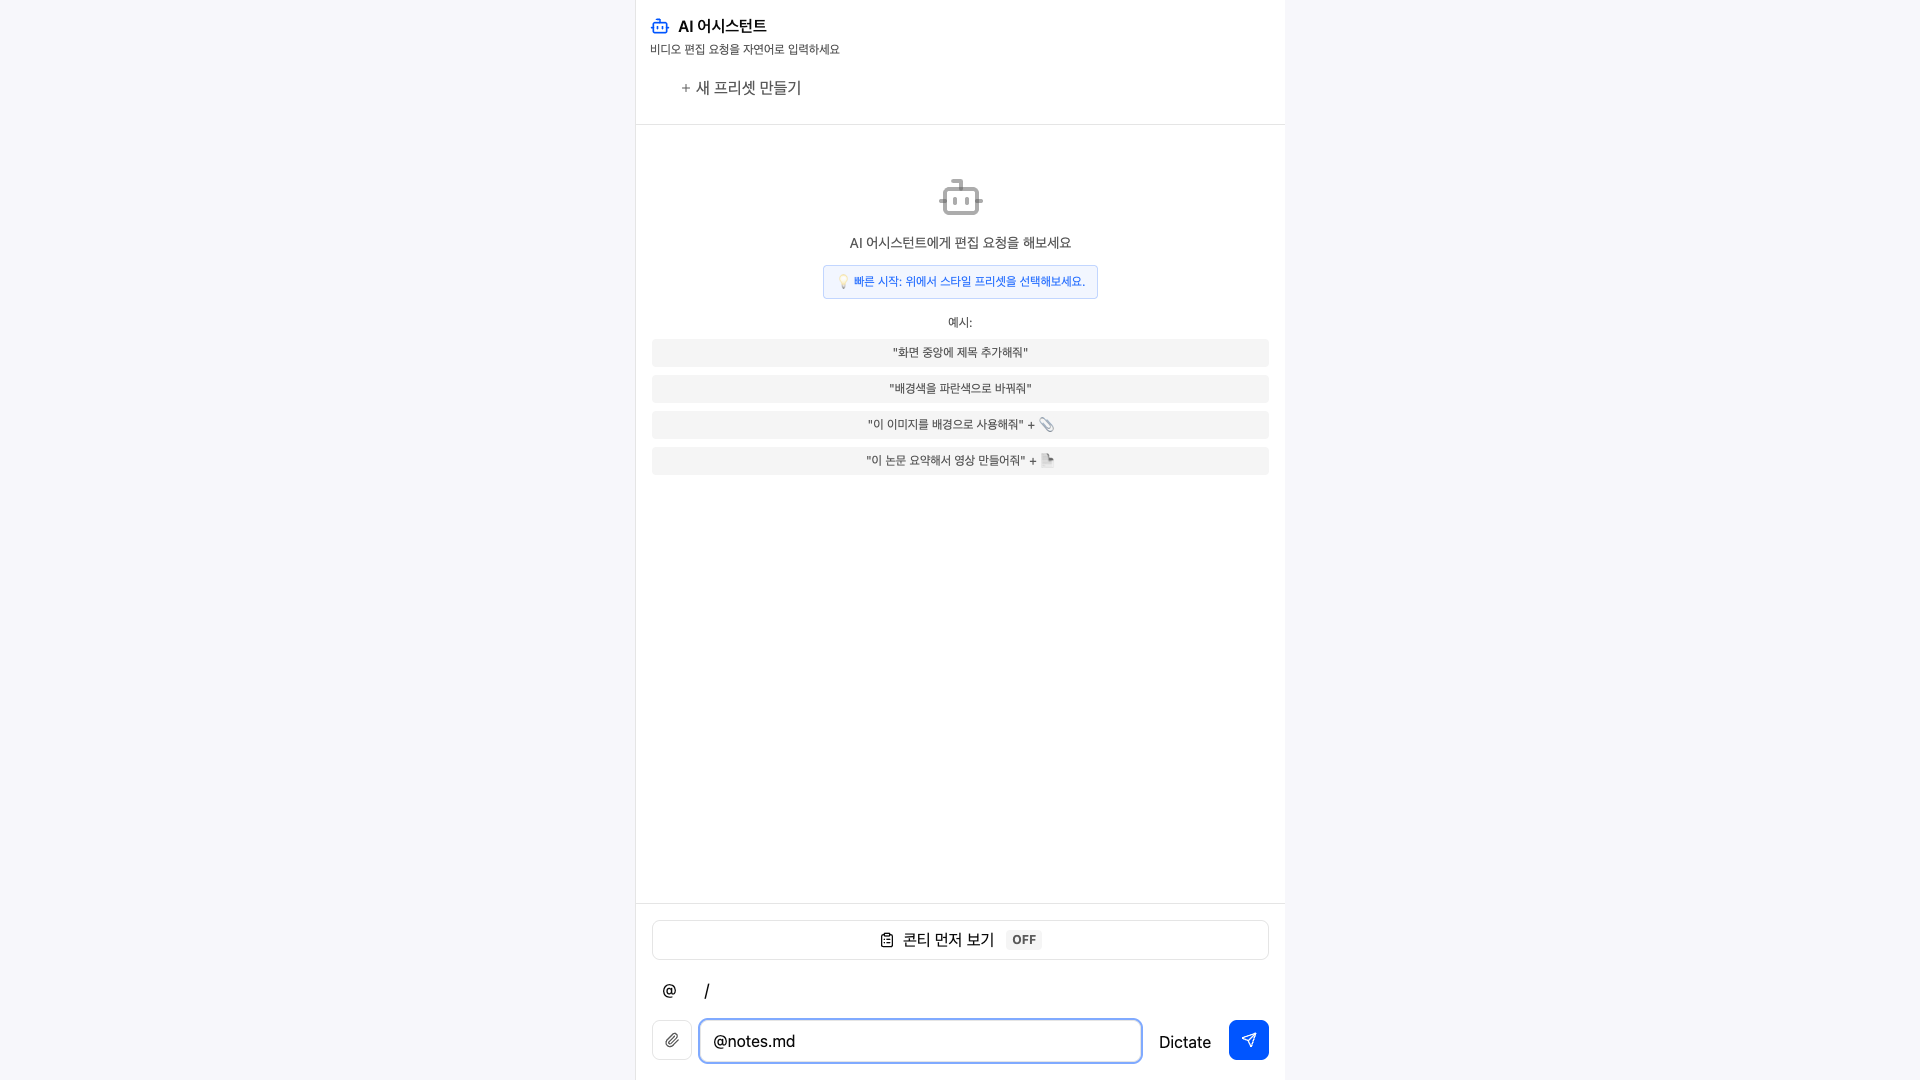 AI 어시스턴트
비디오 편집 요청을 자연어로 입력하세요
+ 새 프리셋 만들기
AI 어시스턴트에게 편집 요청을 해보세요
💡 빠른 시작: 위에서 스타일 프리셋을 선택해보세요.
예시:
"화면 중앙에 제목 추가해줘"
"배경색을 파란색으로 바꿔줘"
"이 이미지를 배경으로 사용해줘" + 📎
"이 논문 요약해서 영상 만들어줘" + 📄
콘티 먼저 보기 OFF
@ /
@notes.md Dictate